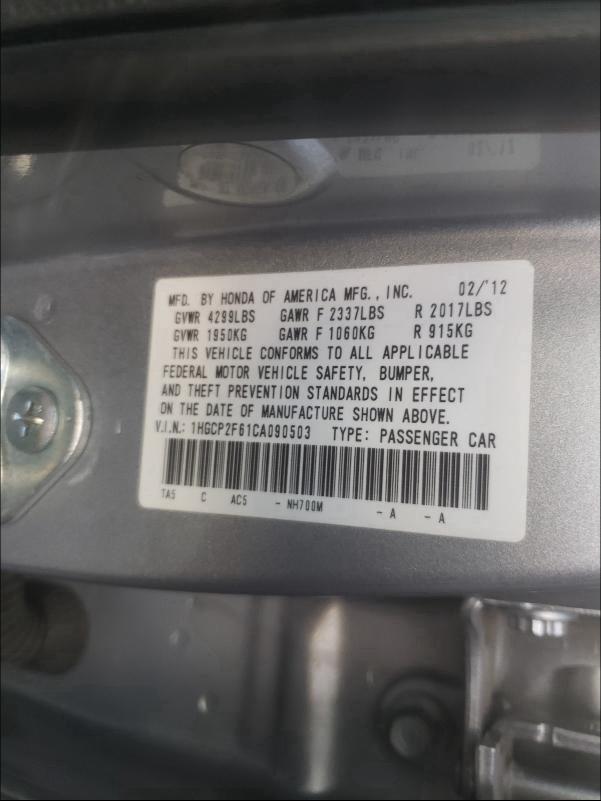 MFD. BY HONDA OF AMERICA MFG., INC. 02/'12
GVWR 4299LBS GAWR F 2337LBS R 2017LBS
GVWR 1950KG GAWR F 1060KG R 915KG
THIS VEHICLE CONFORMS TO ALL APPLICABLE
FEDERAL MOTOR VEHICLE SAFETY, BUMPER,
AND THEFT PREVENTION STANDARDS IN EFFECT
ON THE DATE OF MANUFACTURE SHOWN ABOVE.
V.I.N.: 1HGCP2F61CA090503 TYPE: PASSENGER CAR
TA5 C AC5 - NH700M - A - A